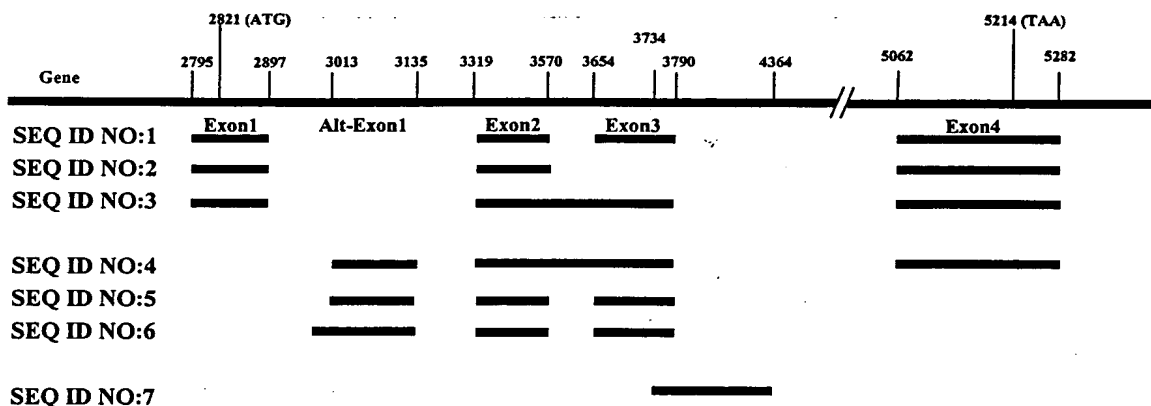 2821 (ATG)
5214 (TAA)
3734
Gene
2795
2897
3013
3135
3319
3570
3654
3790
4364
5062
5282
Exon1
Alt-Exon1
Exon2
Exon3
Exon4
SEQ ID NO:1
SEQ ID NO:2
SEQ ID NO:3
SEQ ID NO:4
SEQ ID NO:5
SEQ ID NO:6
SEQ ID NO:7